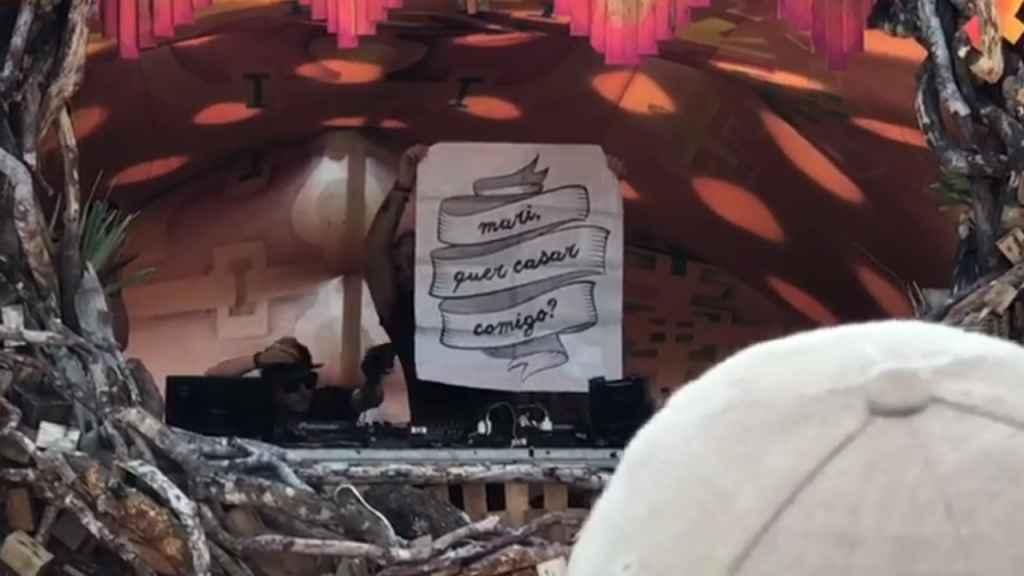 mari,
quer casar
comigo?